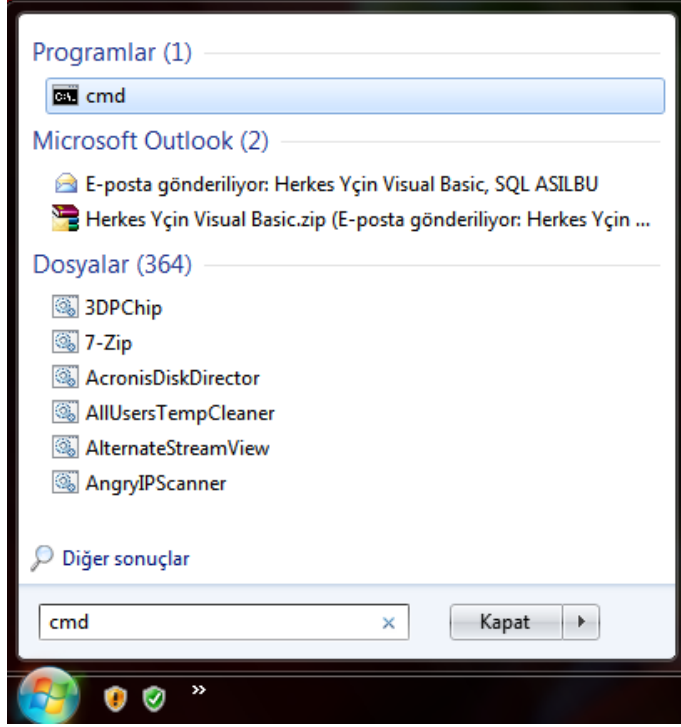 Programlar (1)
cmd
Microsoft Outlook (2)
E-posta gönderiliyor: Herkes Yçin Visual Basic, SQL ASILBU
Herkes Yçin Visual Basic.zip (E-posta gönderiliyor: Herkes Yçin ...
Dosyalar (364)
3DPChip
7-Zip
AcronisDiskDirector
AllUsersTempCleaner
AlternateStreamView
AngryIPScanner
Diğer sonuçlar
cmd
Kapat